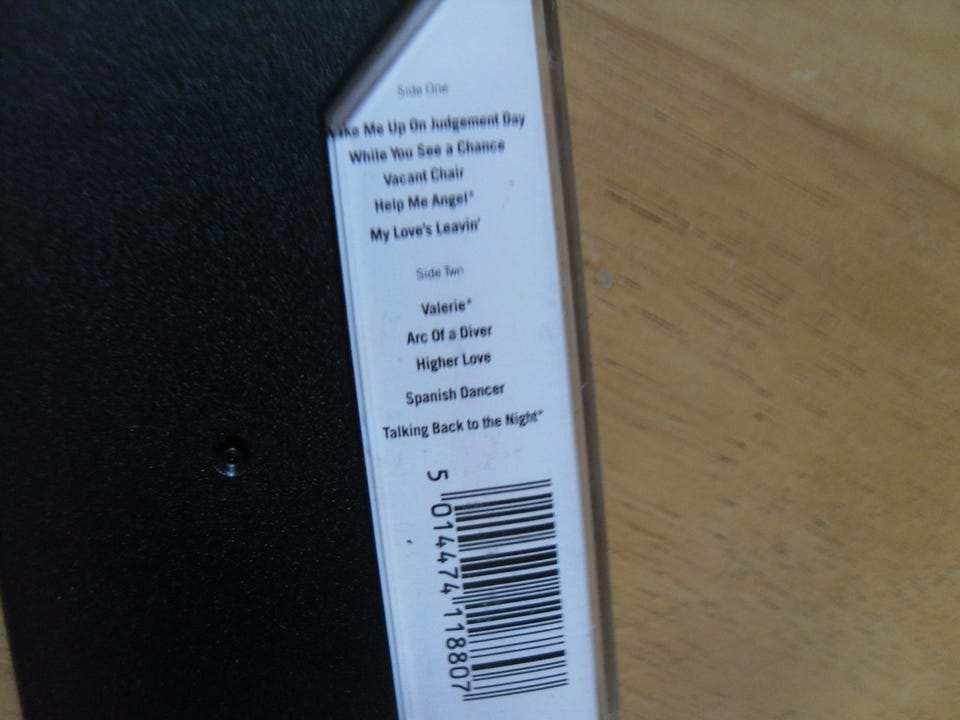 Side One
Me Up On Judgement Day
While You See a Chance
Vacant Chair
Help Me Angel*
My Love's Leavin'
Side Two
Valerie*
Arc Of a Diver
Higher Love
Spanish Dancer
Talking Back to the Night*
5 014474 118807